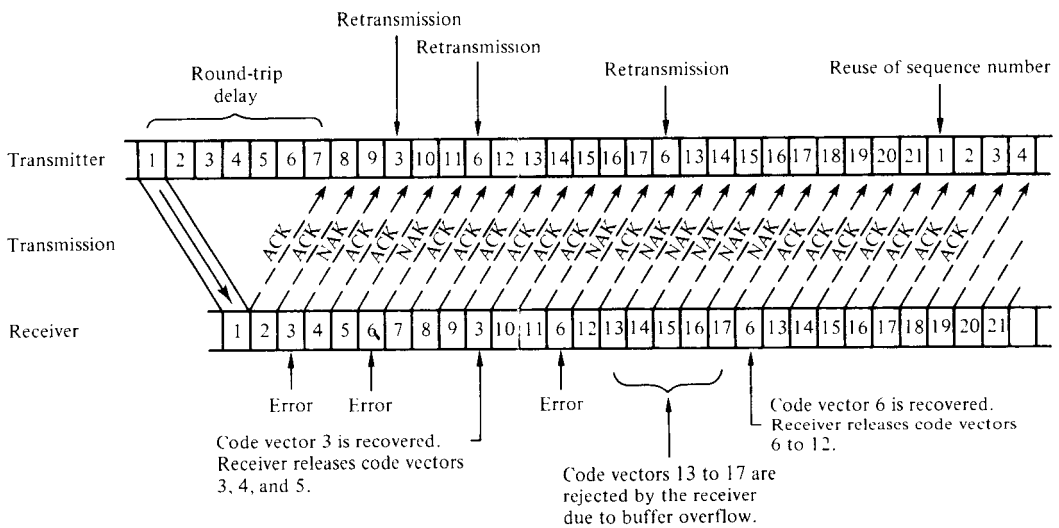 Retransmission
Retransmission
Round-trip
delay
Retransmission
Reuse of sequence number
Transmitter
1 2 3 4 5 6 7 8 9 3 10 11 6 12 13 14 15 16 17 6 13 14 15 16 17 18 19 20 21 1 2 3 4
Transmission
ACK ACK NAK ACK ACK NAK ACK ACK ACK ACK ACK ACK NAK ACK NAK NAK NAK NAK NAK ACK ACK ACK ACK ACK ACK ACK
Receiver
1 2 3 4 5 6 7 8 9 3 10 11 6 12 13 14 15 16 17 6 13 14 15 16 17 18 19 20 21
Error
Error
Error
Code vector 3 is recovered.
Receiver releases code vectors
3, 4, and 5.
Code vectors 13 to 17 are
rejected by the receiver
due to buffer overflow.
Code vector 6 is recovered.
Receiver releases code vectors
6 to 12.